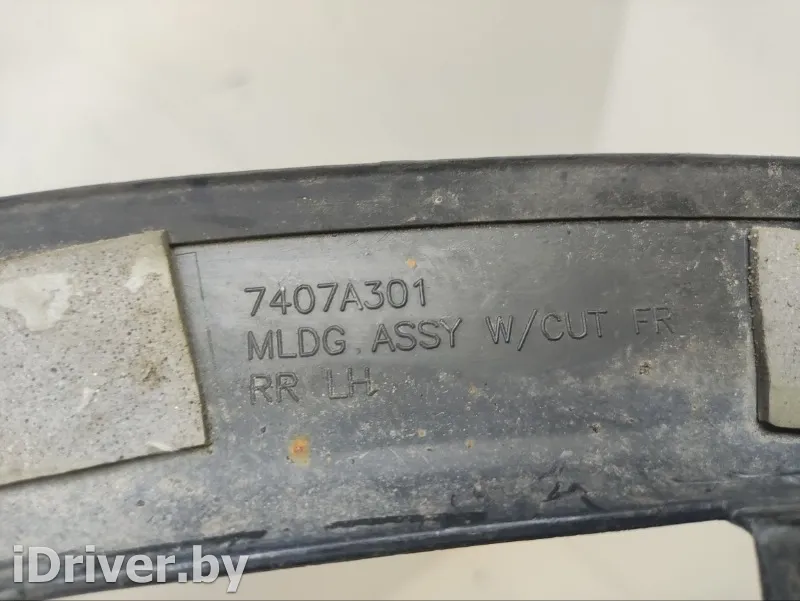 7407A301
MLDG ASSY W/CUT FR
RR LH
iDriver.by